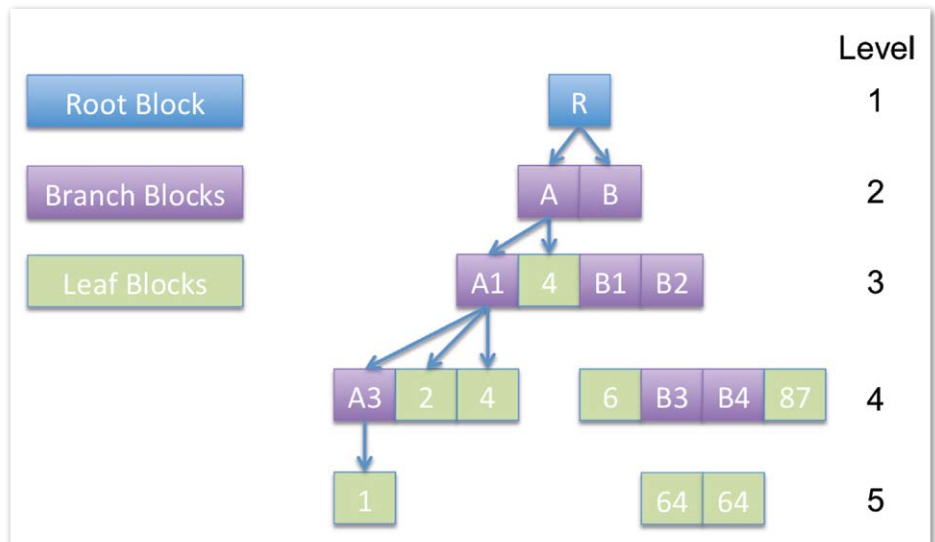 Level
Root Block R 1
Branch Blocks A B 2
Leaf Blocks A1 4 B1 B2 3
A3 2 4 6 B3 B4 87 4
1 64 64 5